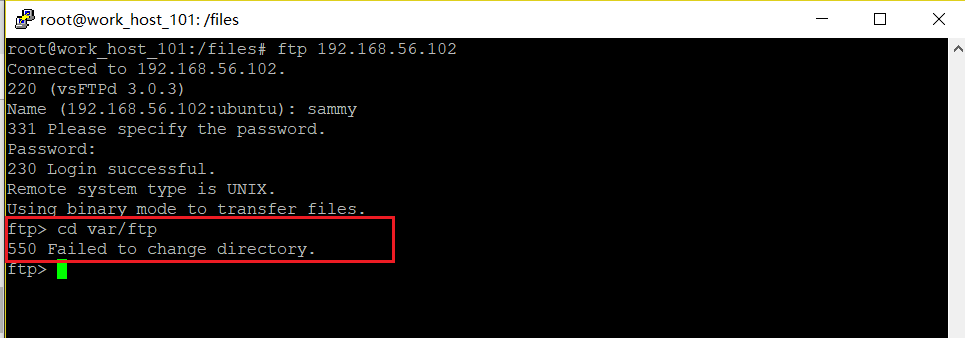 root@work_host_101: /files
root@work_host_101:/files# ftp 192.168.56.102
Connected to 192.168.56.102.
220 (vsFTPd 3.0.3)
Name (192.168.56.102:ubuntu): sammy
331 Please specify the password.
Password:
230 Login successful.
Remote system type is UNIX.
Using binary mode to transfer files.
ftp> cd var/ftp
550 Failed to change directory.
ftp>